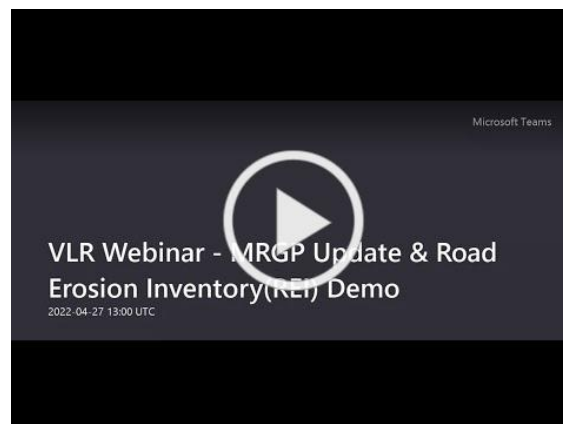 Microsoft Teams
VLR Webinar - MRGP Update & Road
Erosion Inventory(REI) Demo
2022-04-27 13:00 UTC